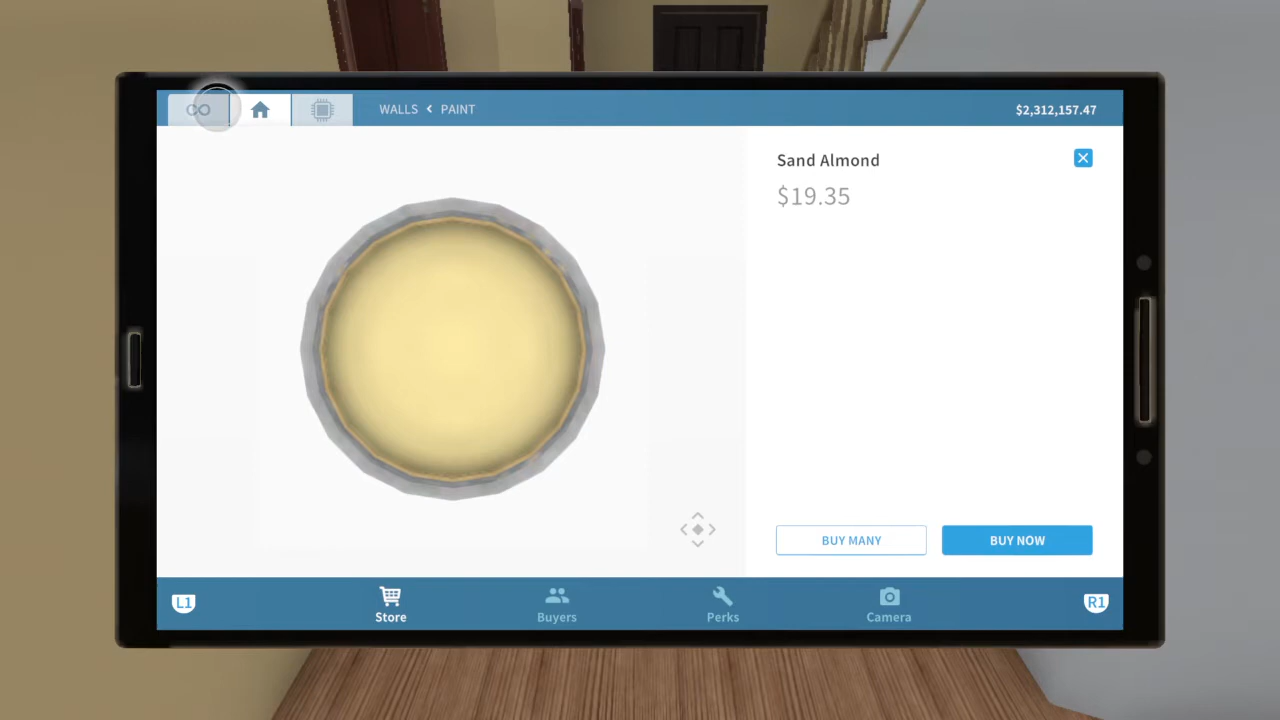 WALLS < PAINT
$2,312,157.47
Sand Almond
$19.35
BUY MANY
BUY NOW
L1
Store
Buyers
Perks
Camera
R1